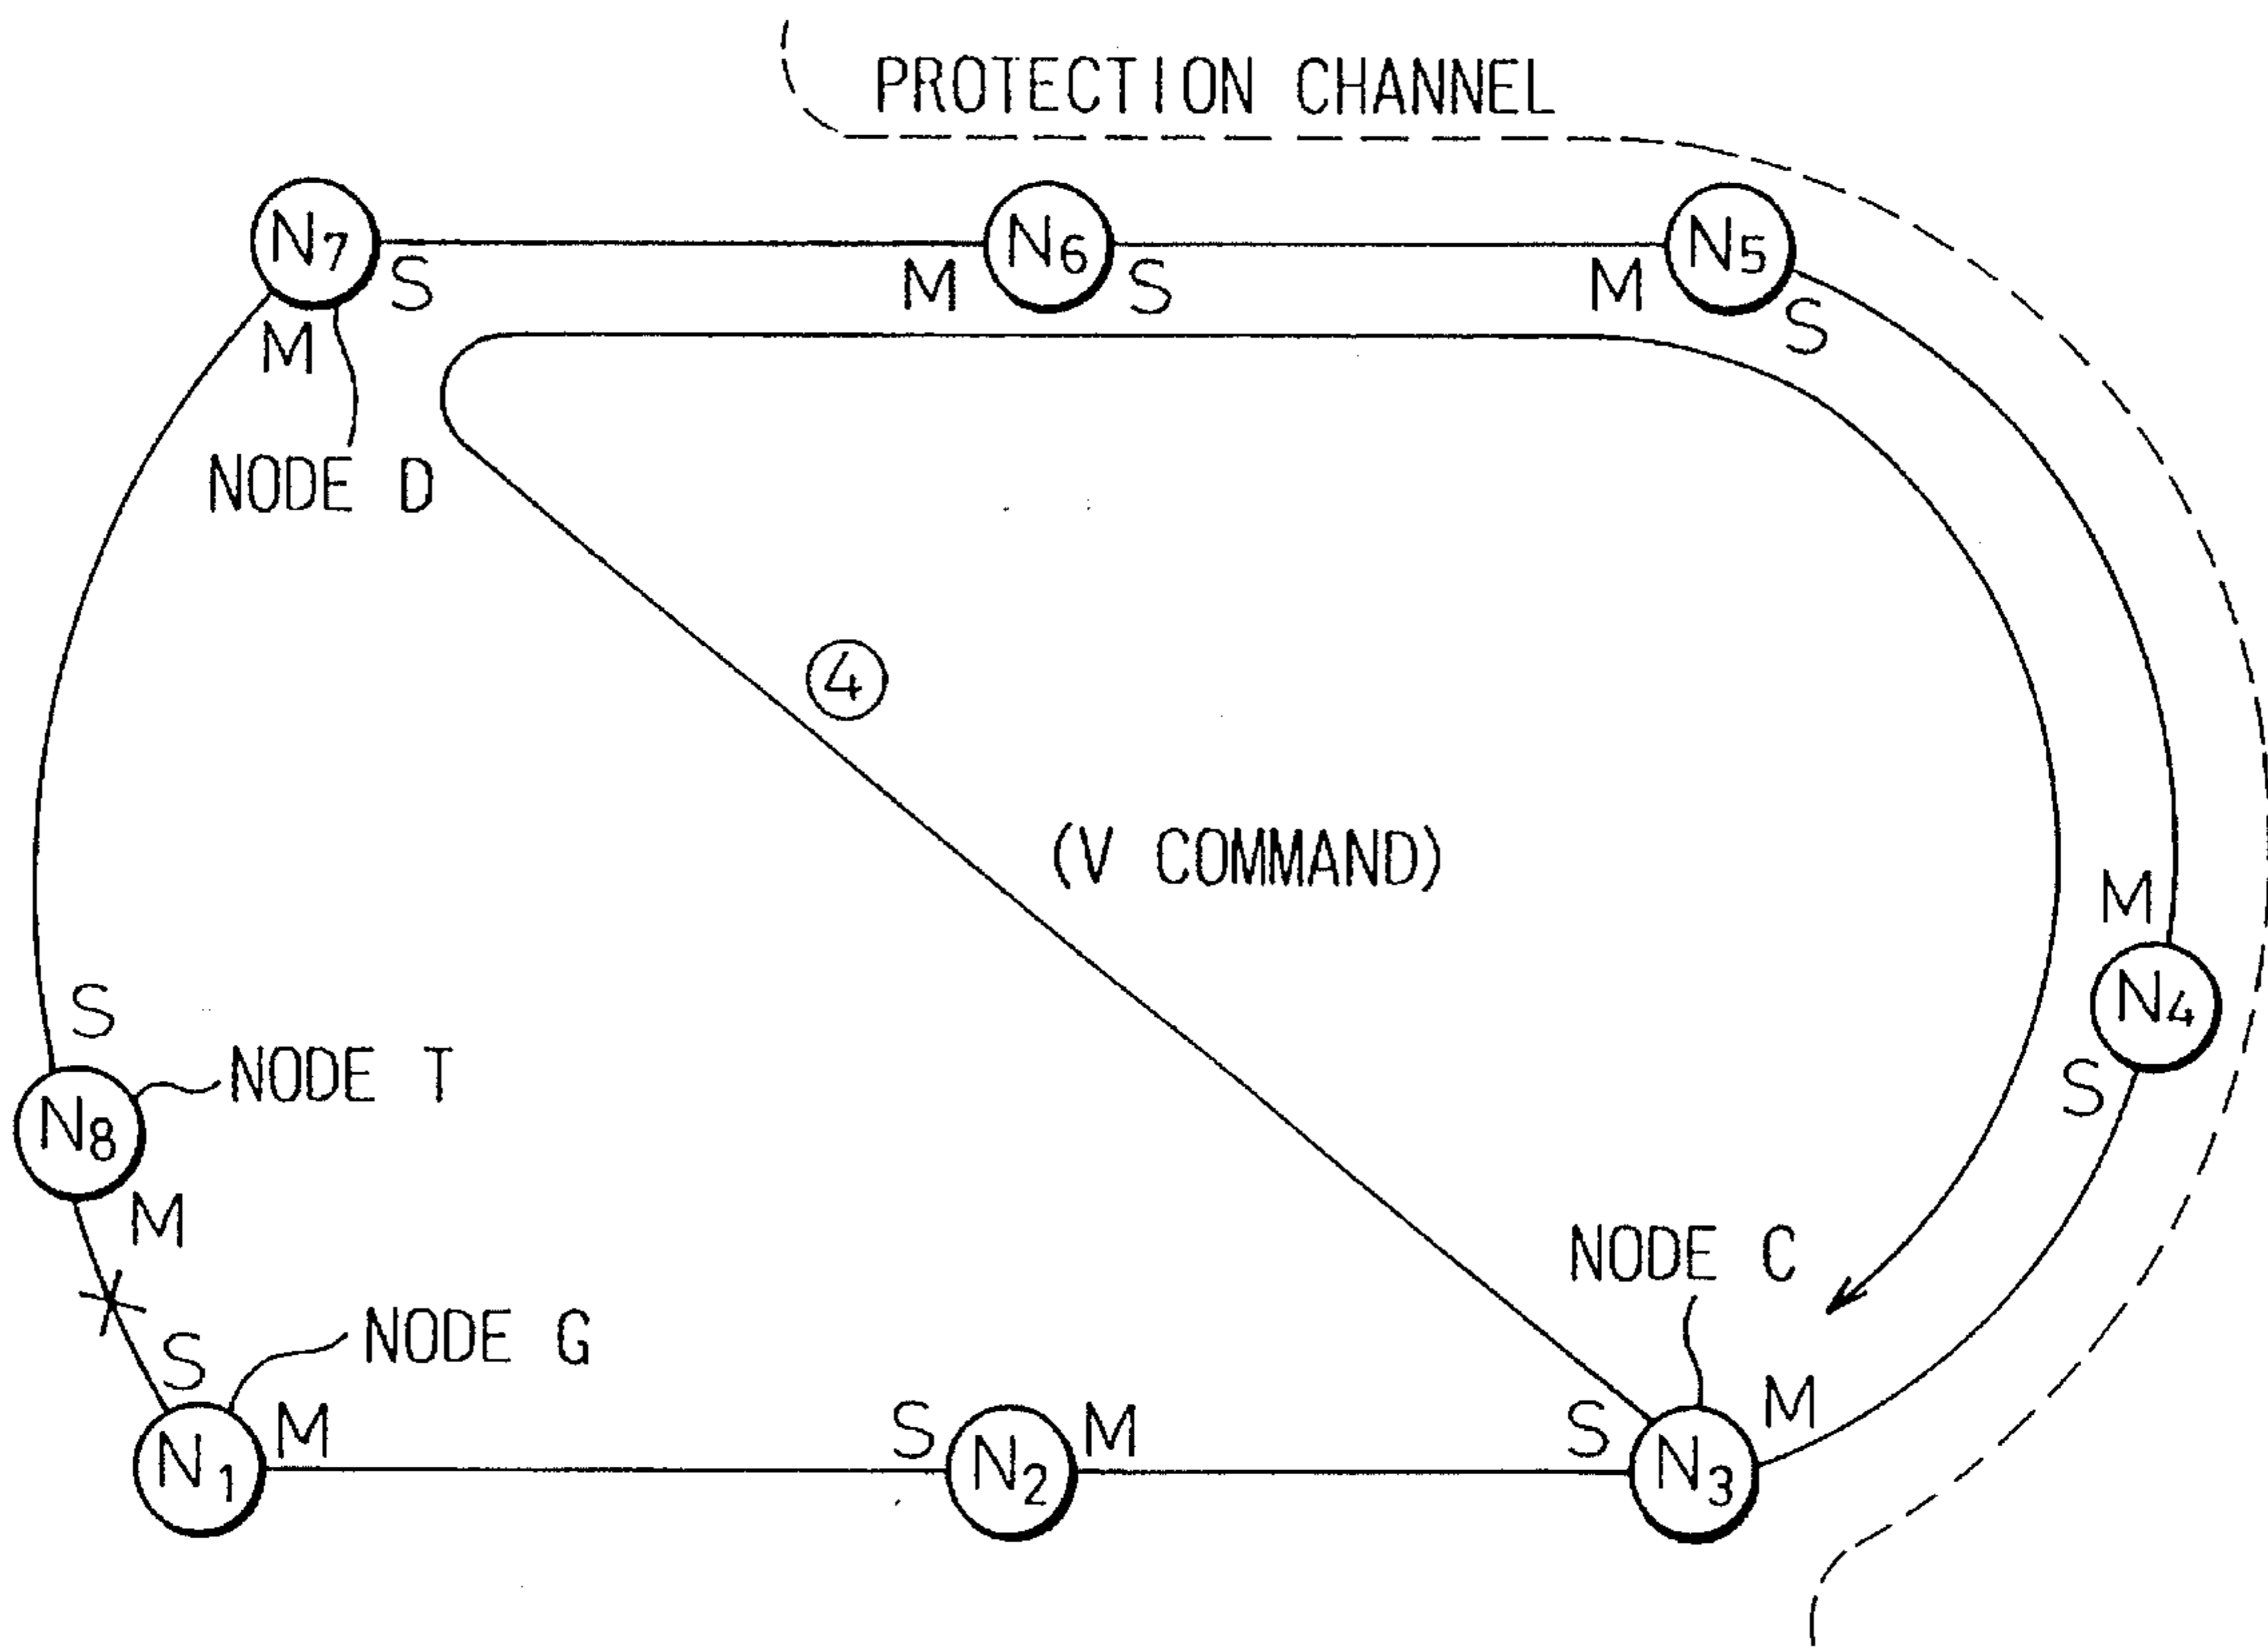 PROTECTION CHANNEL
N7
N6
N5
S
M
S
M
S
M
NODE D
4
(V COMMAND)
M
N4
S
S
NODE T
N8
M
NODE C
S
NODE G
M
S
M
S
M
N1
N2
N3